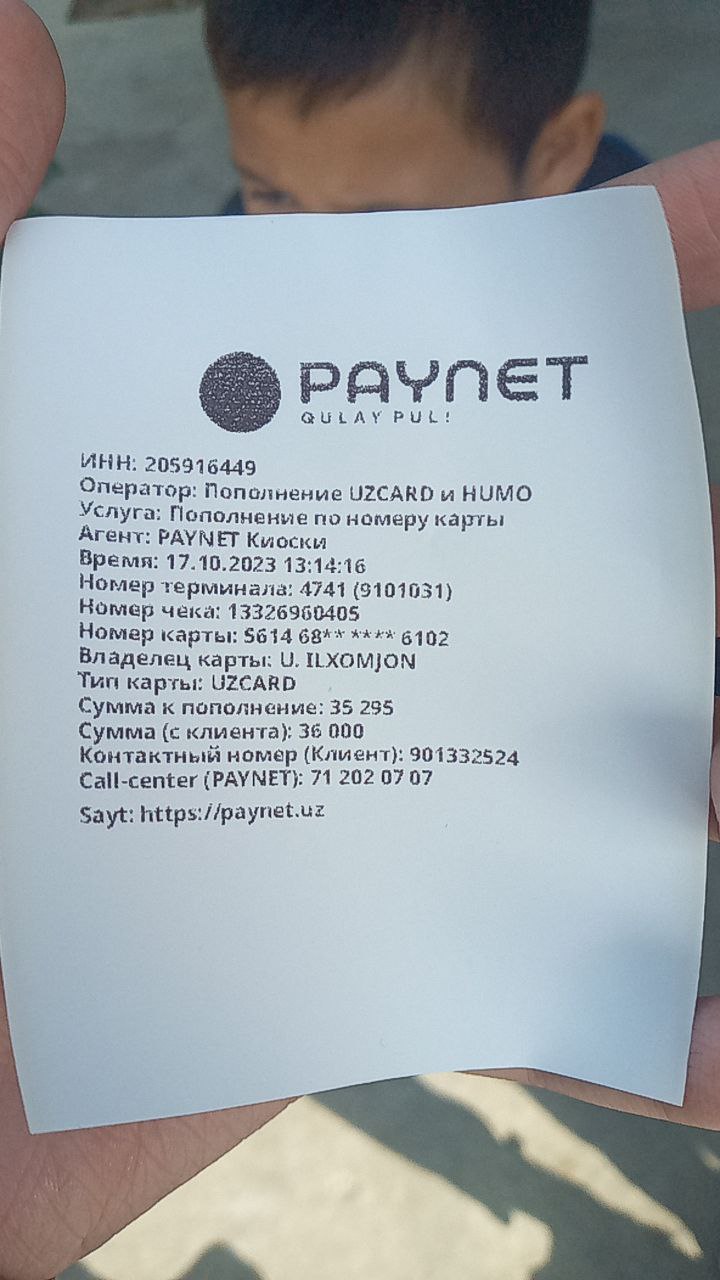 PAYNET
QULAY PUL!
ИНН: 205916449
Оператор: Пополнение UZCARD и HUMO
Услуга: Пополнение по номеру карты
Агент: PAYNET Киоски
Время: 17.10.2023 13:14:16
Номер терминала: 4741 (9101031)
Номер чека: 13326960405
Номер карты: 5614 68** **** 6102
Владелец карты: U. ILXOMJON
Тип карты: UZCARD
Сумма к пополнение: 35 295
Сумма (с клиента): 36 000
Контактный номер (Клиент): 901332524
Call-center (PAYNET): 71 202 07 07
Sayt: https://paynet.uz